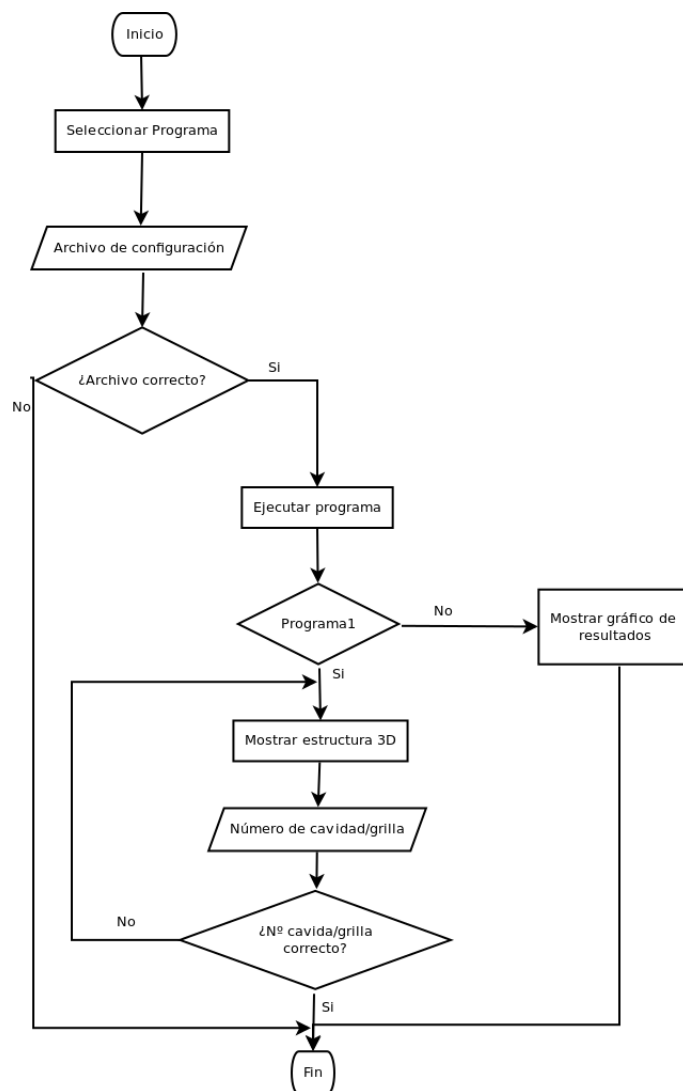 Inicio
Seleccionar Programa
Archivo de configuración
¿Archivo correcto?
Si
No
Ejecutar programa
Programa1
No
Mostrar gráfico de
resultados
Si
Mostrar estructura 3D
Número de cavidad/grilla
¿Nº cavida/grilla
correcto?
No
Si
Fin